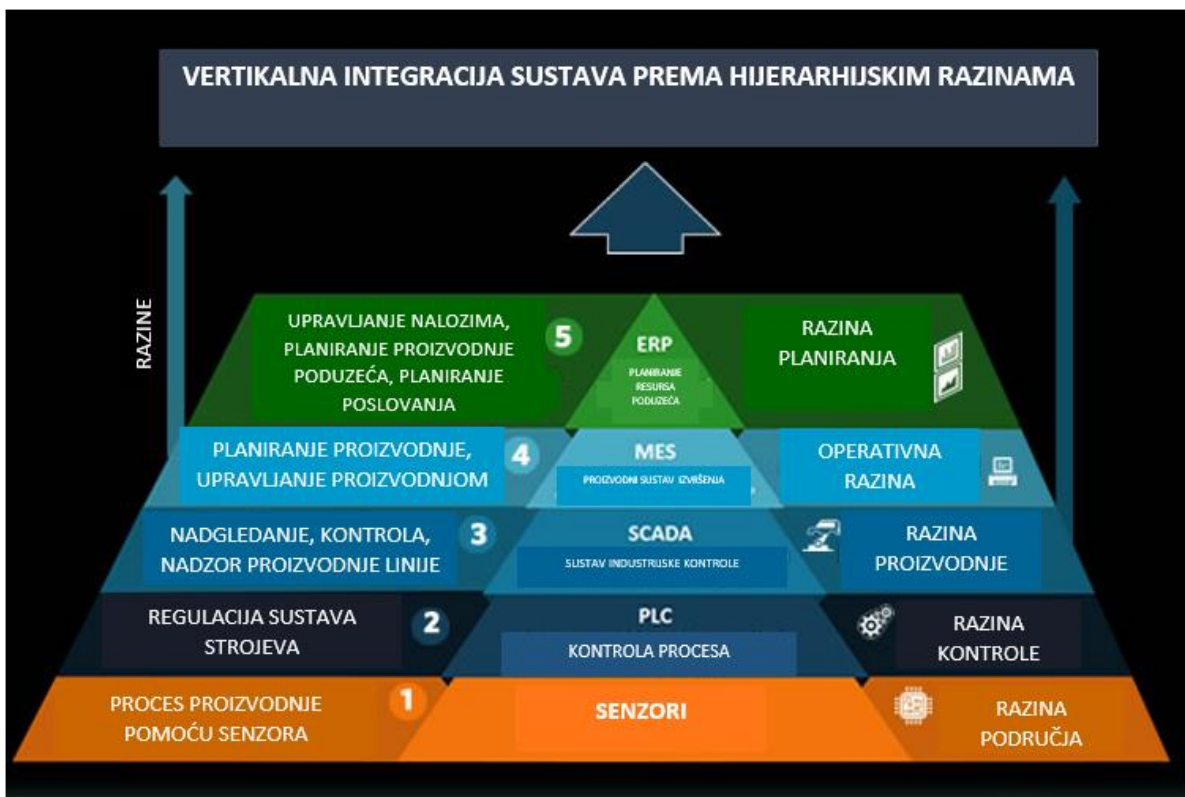 VERTIKALNA INTEGRACIJA SUSTAVA PREMA HIJERARHIJSKIM RAZINAMA
RAZINE
UPRAVLJANJE NALOZIMA,
PLANIRANJE PROIZVODNJE
PODUZEĆA, PLANIRANJE
POSLOVANJA
5
ERP
PLANIRANJE
RESURSA
PODUZEĆA
RAZINA
PLANIRANJA
PLANIRANJE PROIZVODNJE,
UPRAVLJANJE PROIZVODNJOM
4
MES
PROIZVODNI SUSTAV IZVRŠENJA
OPERATIVNA
RAZINA
NADGLEDANJE, KONTROLA,
NADZOR PROIZVODNJE LINIJE
3
SCADA
SUSTAV INDUSTRIJSKE KONTROLE
RAZINA
PROIZVODNJE
REGULACIJA SUSTAVA
STROJEVA
2
PLC
KONTROLA PROCESA
RAZINA
KONTROLE
PROCES PROIZVODNJE
POMOĆU SENZORA
1
SENZORI
RAZINA
PODRUČJA